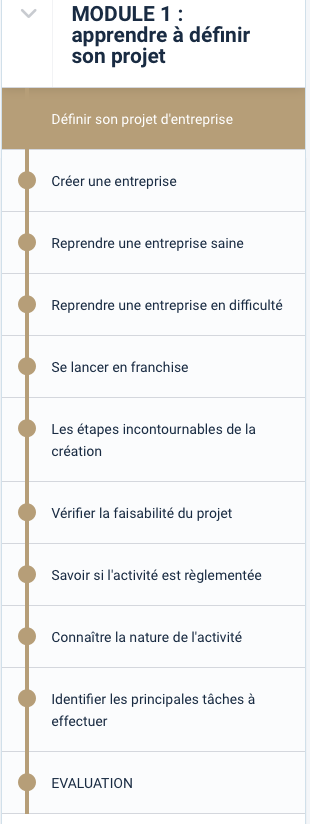 MODULE 1 :
apprendre à définir
son projet
Définir son projet d'entreprise
Créer une entreprise
Reprendre une entreprise saine
Reprendre une entreprise en difficulté
Se lancer en franchise
Les étapes incontournables de la
création
Vérifier la faisabilité du projet
Savoir si l'activité est règlementée
Connaître la nature de l'activité
Identifier les principales tâches à
effectuer
EVALUATION